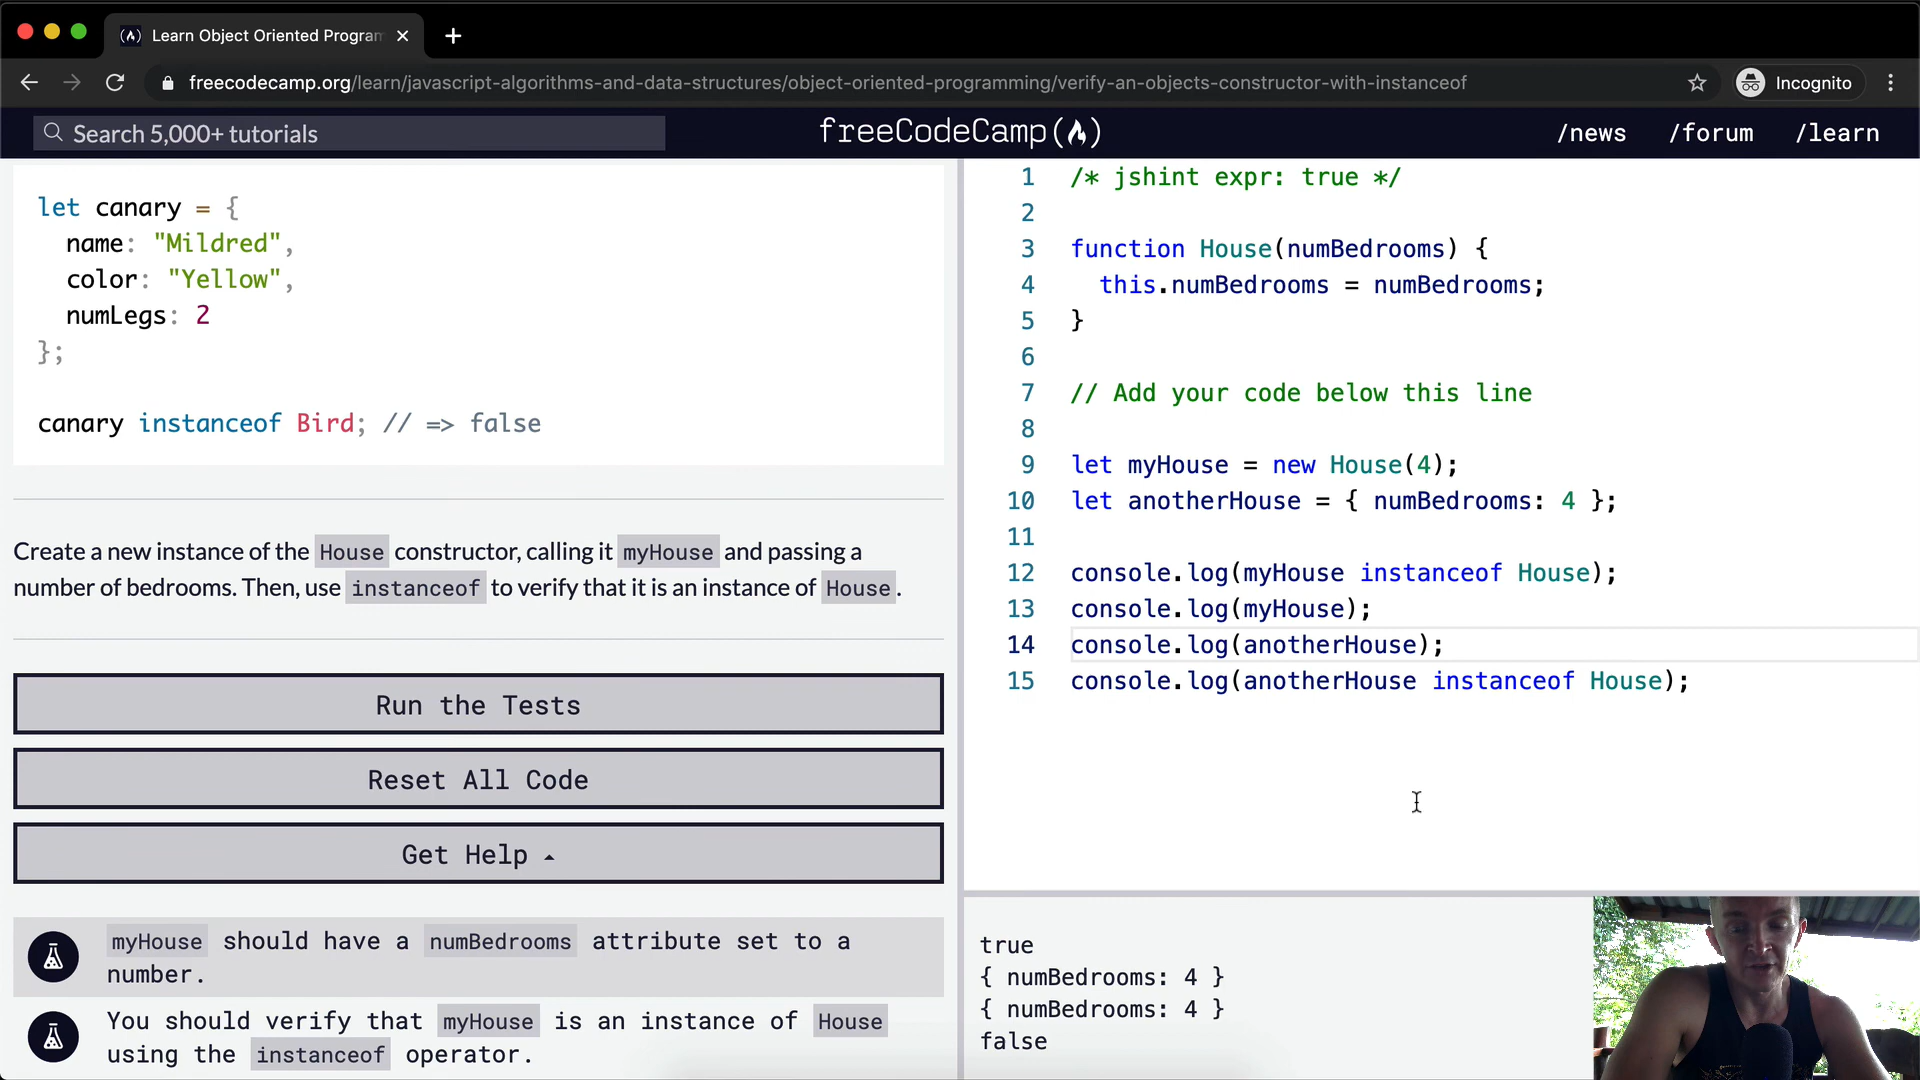 Learn Object Oriented Program
freecodecamp.org/learn/javascript-algorithms-and-data-structures/object-oriented-programming/verify-an-objects-constructor-with-instanceof
Incognito
Search 5,000+ tutorials
freeCodeCamp
/news
/forum
/learn
let canary = {
name: "Mildred",
color: "Yellow",
numLegs: 2
};
canary instanceof Bird; // => false
Create a new instance of the House constructor, calling it myHouse and passing a
number of bedrooms. Then, use instanceof to verify that it is an instance of House.
Run the Tests
Reset All Code
Get Help
myHouse should have a numBedrooms attribute set to a
number.
You should verify that myHouse is an instance of House
using the instanceof operator.
1 /* jshint expr: true */
2
3 function House(numBedrooms) {
4 this.numBedrooms = numBedrooms;
5 }
6
7 // Add your code below this line
8
9 let myHouse = new House(4);
10 let anotherHouse = { numBedrooms: 4 };
11
12 console.log(myHouse instanceof House);
13 console.log(myHouse);
14 console.log(anotherHouse);
15 console.log(anotherHouse instanceof House);
true
{ numBedrooms: 4 }
{ numBedrooms: 4 }
false